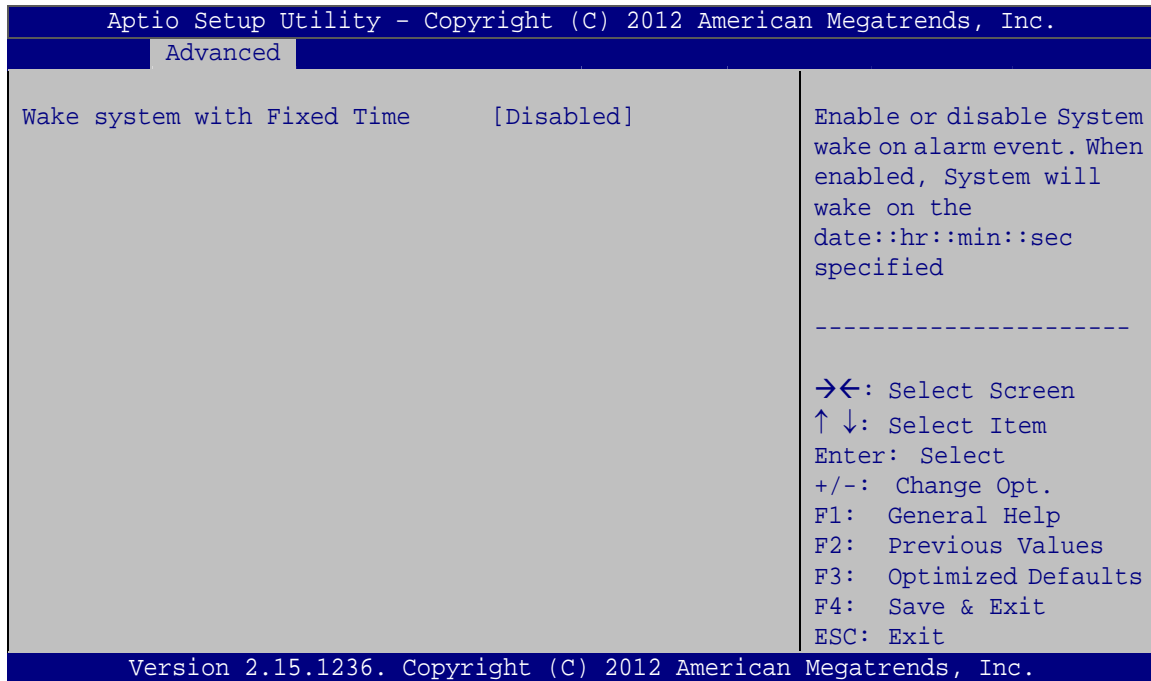 Aptio Setup Utility – Copyright (C) 2012 American Megatrends, Inc.
Advanced
Wake system with Fixed Time [Disabled]
Enable or disable System
wake on alarm event. When
enabled, System will
wake on the
date::hr::min::sec
specified
----------------------
→←: Select Screen
↑ ↓: Select Item
Enter: Select
+/-: Change Opt.
F1: General Help
F2: Previous Values
F3: Optimized Defaults
F4: Save & Exit
ESC: Exit
Version 2.15.1236. Copyright (C) 2012 American Megatrends, Inc.